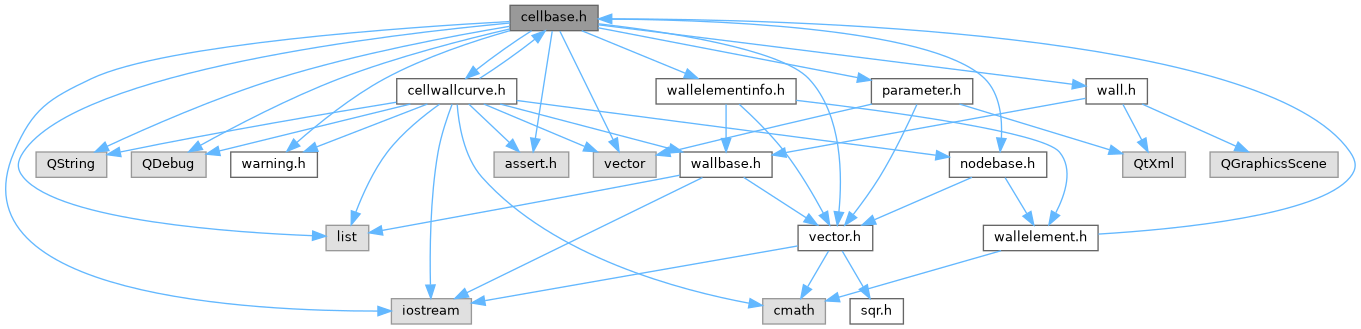 cellbase.h
cellwallcurve.h
wallelementinfo.h
parameter.h
wall.h
QString
QDebug
warning.h
assert.h
vector
wallbase.h
nodebase.h
QtXml
QGraphicsScene
list
vector.h
wallelement.h
iostream
cmath
sqr.h